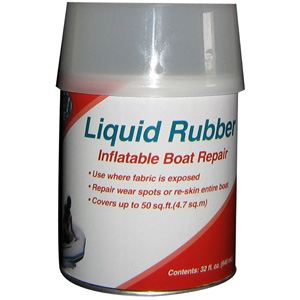 Liquid Rubber
Inflatable Boat Repair
• Use where fabric is exposed
• Repair wear spots or re-skin entire boat
• Covers up to 50 sq.ft.(4.7 sq.m)
Contents: 32 fl. oz.